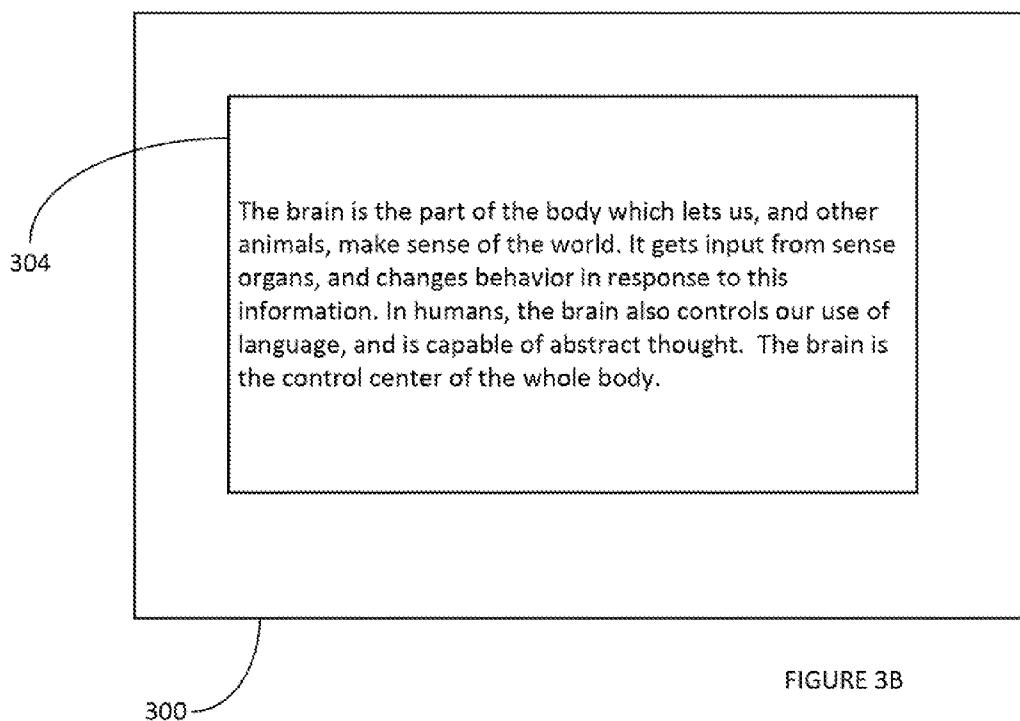 The brain is the part of the body which lets us, and other
animals, make sense of the world. It gets input from sense
organs, and changes behavior in response to this
information. In humans, the brain also controls our use of
language, and is capable of abstract thought.  The brain is
the control center of the whole body.
304
300
FIGURE 3B